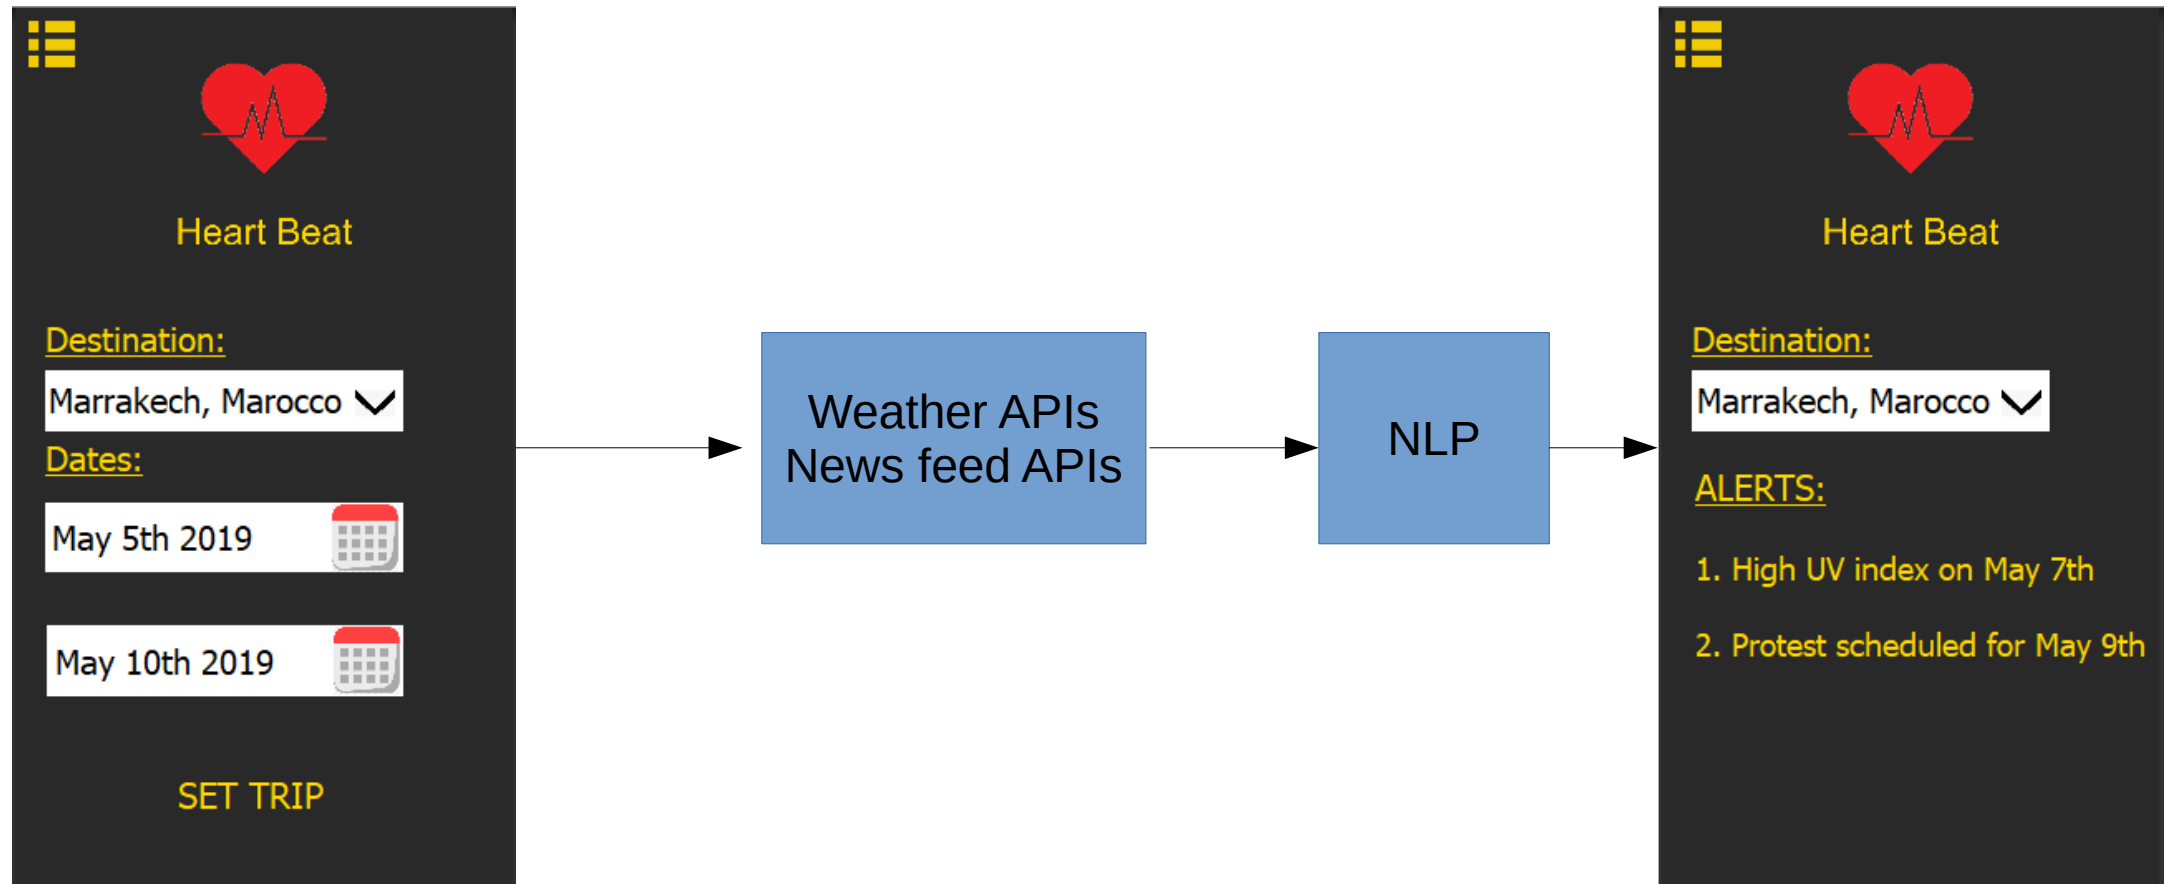 Heart Beat
Destination:
Marrakech, Marocco
Dates:
May 5th 2019
May 10th 2019
SET TRIP
Weather APIs
News feed APIs
NLP
Heart Beat
Destination:
Marrakech, Marocco
ALERTS:
1. High UV index on May 7th
2. Protest scheduled for May 9th